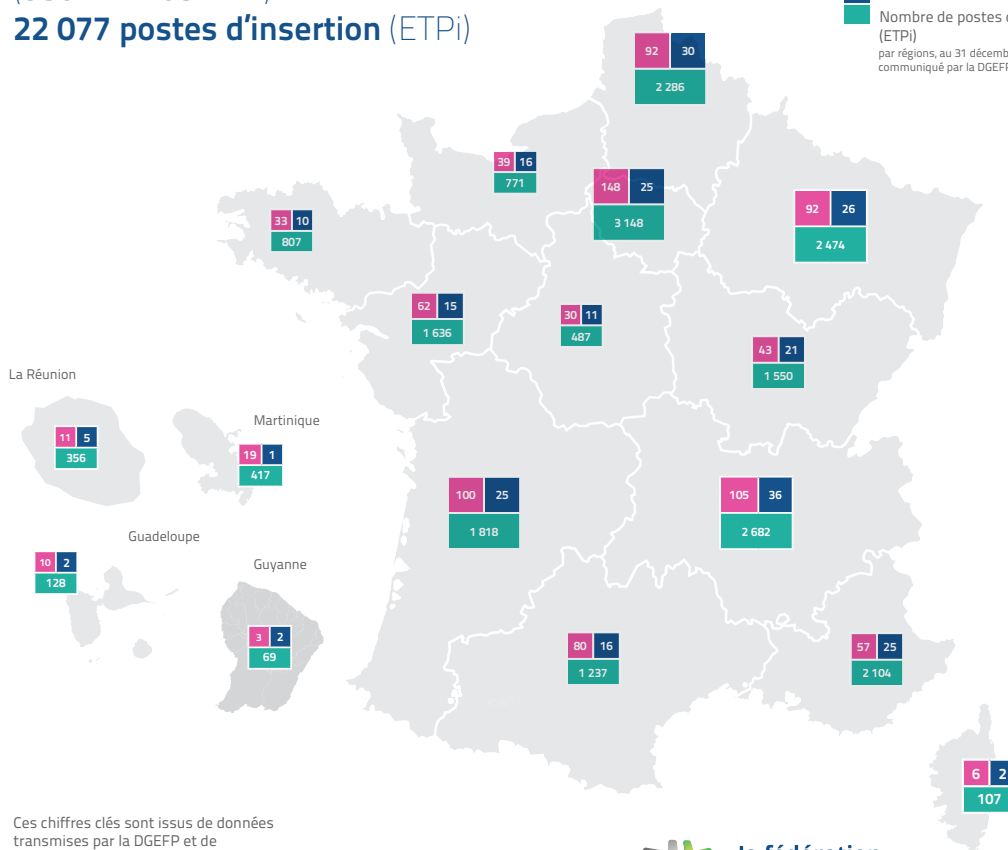 22 077 postes d'insertion (ETPi)
Nombre de postes
(ETPi)
par régions, au 31
communiqué par la
92 30
2 286
39 16
771
148 25
3 148
92 26
2 474
33 10
807
62 15
1 636
30 11
487
43 21
1 550
La Réunion
11 5
356
Martinique
19 1
417
100 25
1 818
105 36
2 682
Guadeloupe
10 2
128
Guyane
3 2
69
80 16
1 237
57 25
2 104
6 2
107
Ces chiffres clés sont issus de données
transmises par la DGEFP et de
la fédération